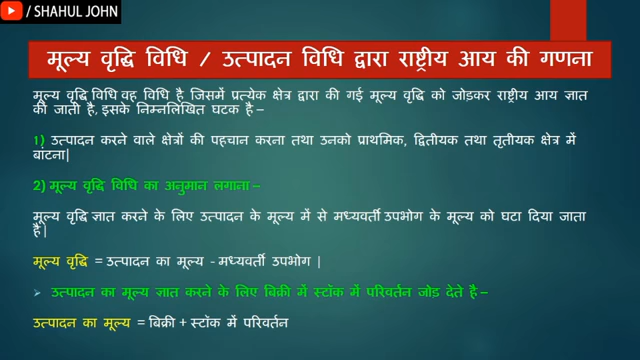 / SHAHUL JOHN
मूल्य वृद्धि विधि / उत्पादन विधि द्वारा राष्ट्रीय आय की गणना
मूल्य वृद्धि विधि वह विधि है जिसमें प्रत्येक क्षेत्र द्वारा की गई मूल्य वृद्धि को जोड़कर राष्ट्रीय आय ज्ञात
की जाती है, इसके निम्नलिखित घटक है –
1) उत्पादन करने वाले क्षेत्रों की पहचान करना तथा उनको प्राथमिक, द्वितीयक तथा तृतीयक क्षेत्र में
बांटना|
2) मूल्य वृद्धि विधि का अनुमान लगाना –
मूल्य वृद्धि ज्ञात करने के लिए उत्पादन के मूल्य में से मध्यवर्ती उपभोग के मूल्य को घटा दिया जाता
है|
मूल्य वृद्धि = उत्पादन का मूल्य - मध्यवर्ती उपभोग |
➢ उत्पादन का मूल्य ज्ञात करने के लिए बिक्री में स्टॉक में परिवर्तन जोड़ देते है –
उत्पादन का मूल्य = बिक्री + स्टॉक में परिवर्तन